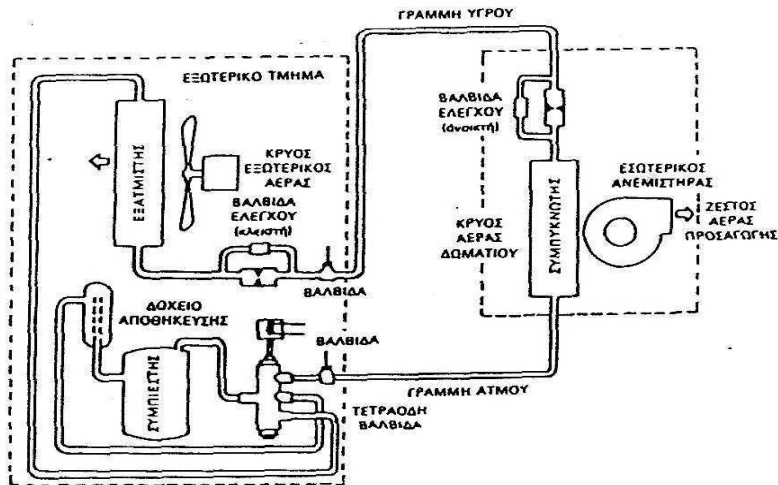 ΓΡΑΜΜΗ ΥΓΡΟΥ
ΕΞΩΤΕΡΙΚΟ ΤΜΗΜΑ
ΒΑΛΒΙΔΑ
ΕΛΕΓΧΟΥ
(ἀνοικτή)
ΕΞΑΤΜΙΣΤΗΣ
ΚΡΥΟΣ
ΕΞΩΤΕΡΙΚΟΣ
ΑΕΡΑΣ
ΕΣΩΤΕΡΙΚΟΣ
ΑΝΕΜΙΣΤΗΡΑΣ
ΒΑΛΒΙΔΑ
ΕΛΕΓΧΟΥ
(κλειστή)
ΚΡΥΟΣ
ΑΕΡΑΣ
ΔΩΜΑΤΙΟΥ
ΣΥΜΠΥΚΝΩΤΗΣ
ΖΕΣΤΟΣ
ΑΕΡΑΣ
ΠΡΟΣΑΓΩΓΗΣ
ΒΑΛΒΙΔΑ
ΔΟΧΕΙΟ
ΑΠΟΘΗΚΕΥΣΗΣ
ΒΑΛΒΙΔΑ
ΣΥΜΠΙΕΣΤΗΣ
ΓΡΑΜΜΗ ΑΤΜΟΥ
ΤΕΤΡΑΟΔΗ
ΒΑΛΒΙΔΑ